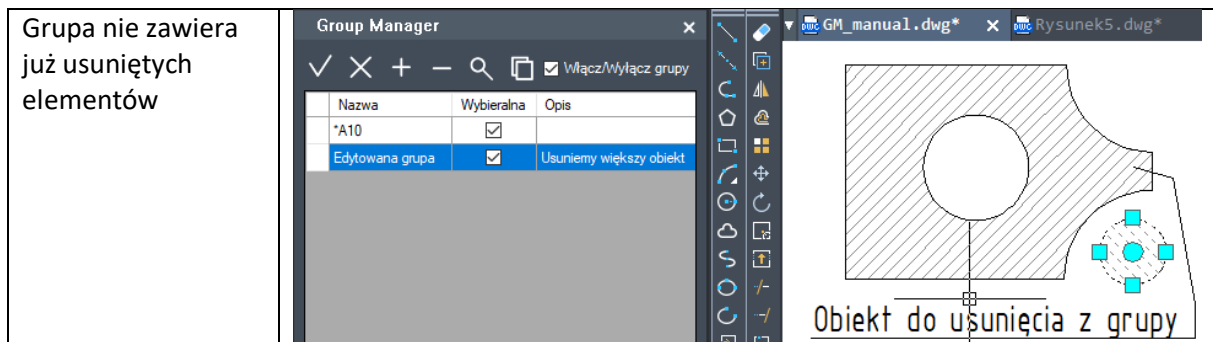 Grupa nie zawiera
już usuniętych
elementów
Group Manager
Włącz/Wyłącz grupy
Nazwa Wybieralna Opis
*A10
Edytowana grupa Usuniemy większy obiekt
GM_manual.dwg* Rysunek5.dwg*
Obiekt do usunięcia z grupy